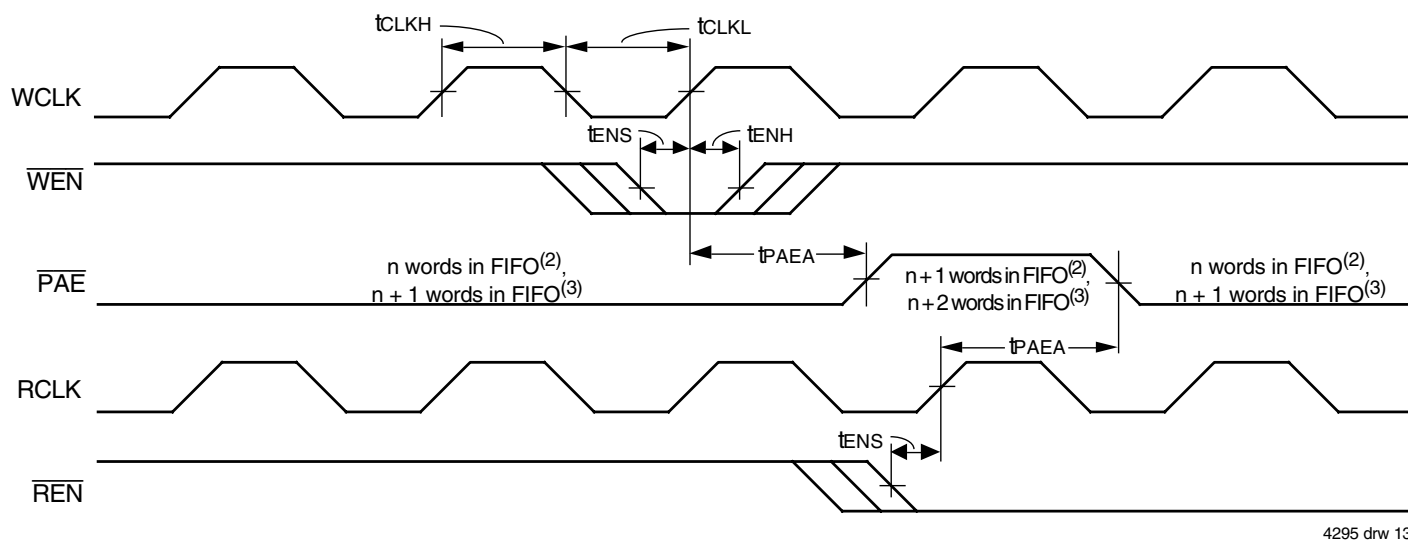 tCLKH
tCLKL
WCLK
tENS
tENH
WEN
tPAEA
PAE
n words in FIFO(2),
n + 1 words in FIFO(3)
n + 1 words in FIFO(2),
n + 2 words in FIFO(3)
n words in FIFO(2),
n + 1 words in FIFO(3)
tPAEA
RCLK
tENS
REN
4295 drw 13